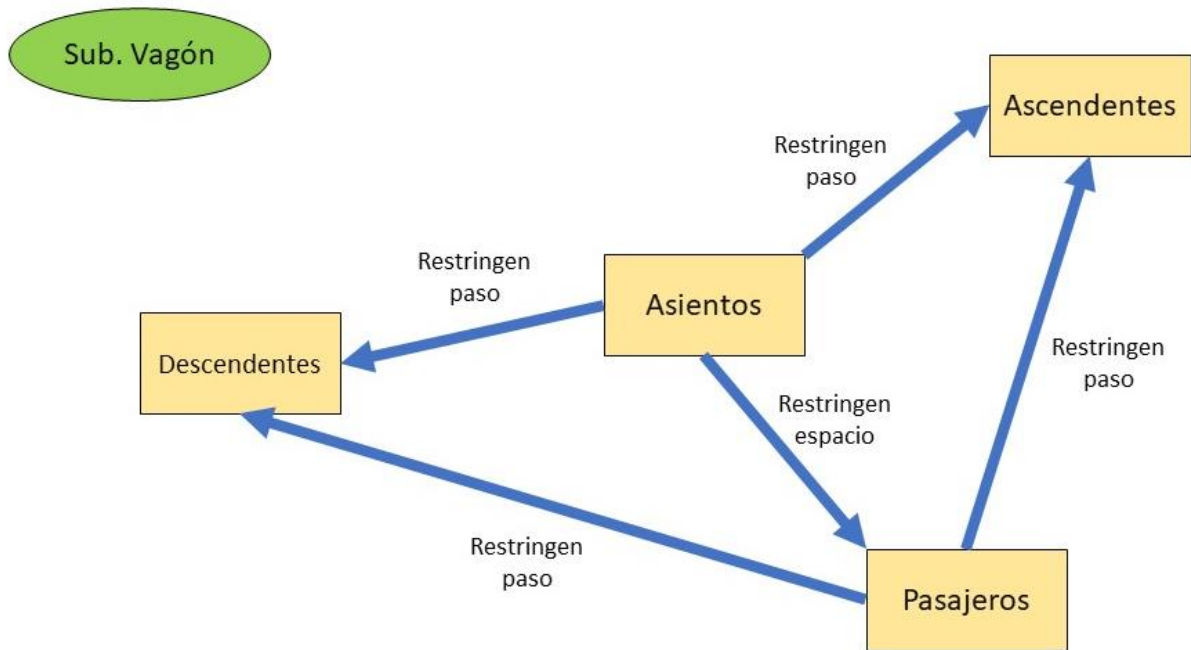 Sub. Vagón
Ascendentes
Restringen
paso
Restringen
paso
Asientos
Descendentes
Restringen
paso
Restringen
espacio
Restringen
paso
Pasajeros